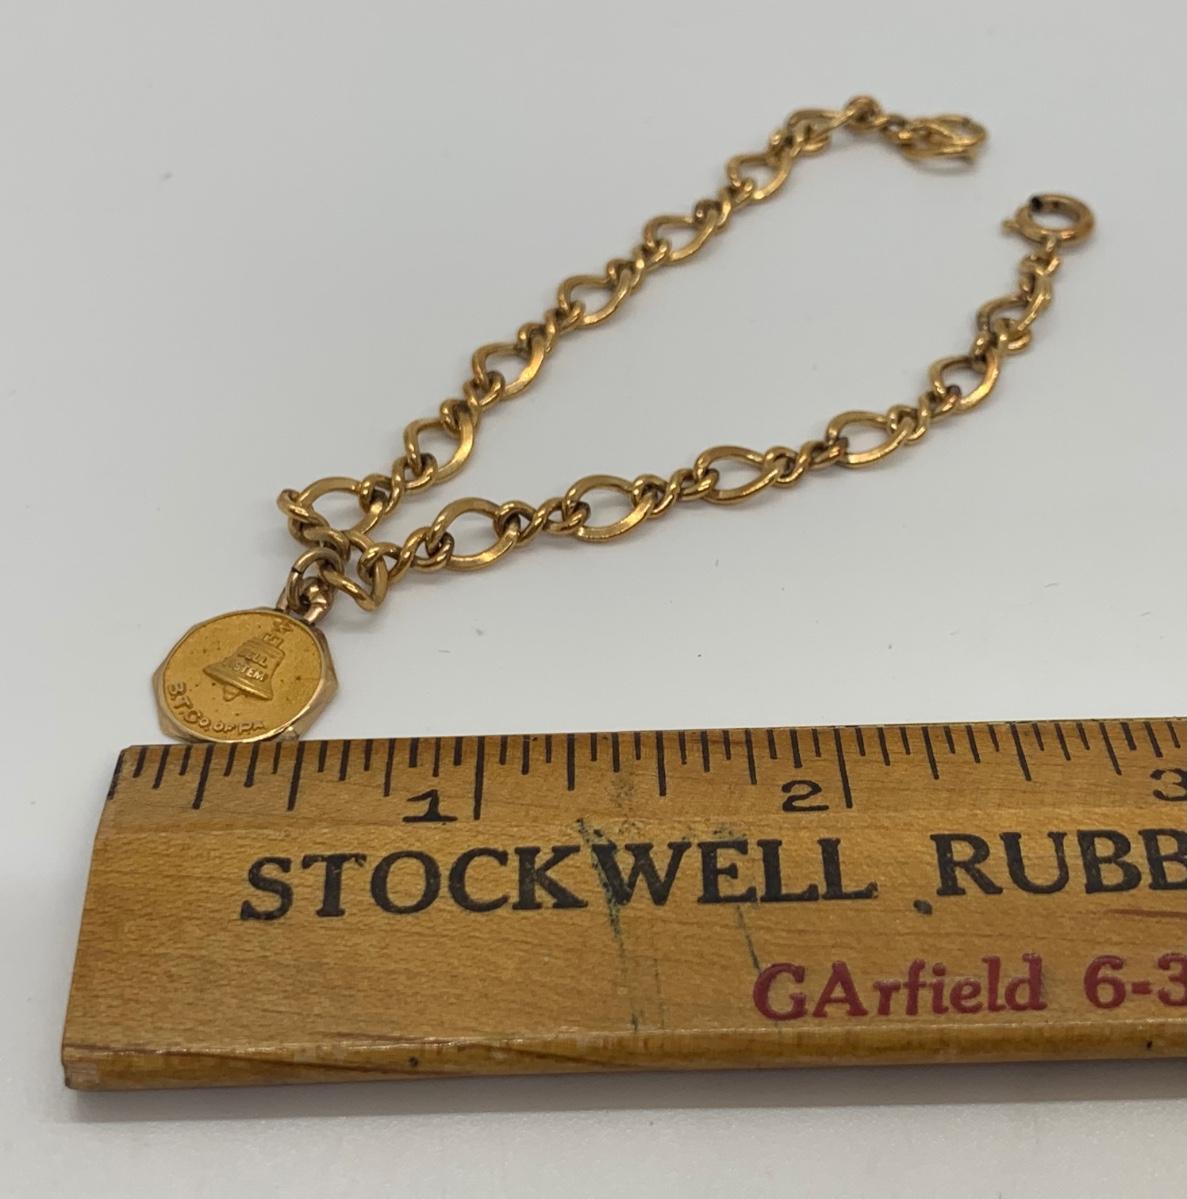 BELL
SYSTEM
B.T.CO. OF PA
1 2 3
STOCKWELL RUBB
GArfield 6-3